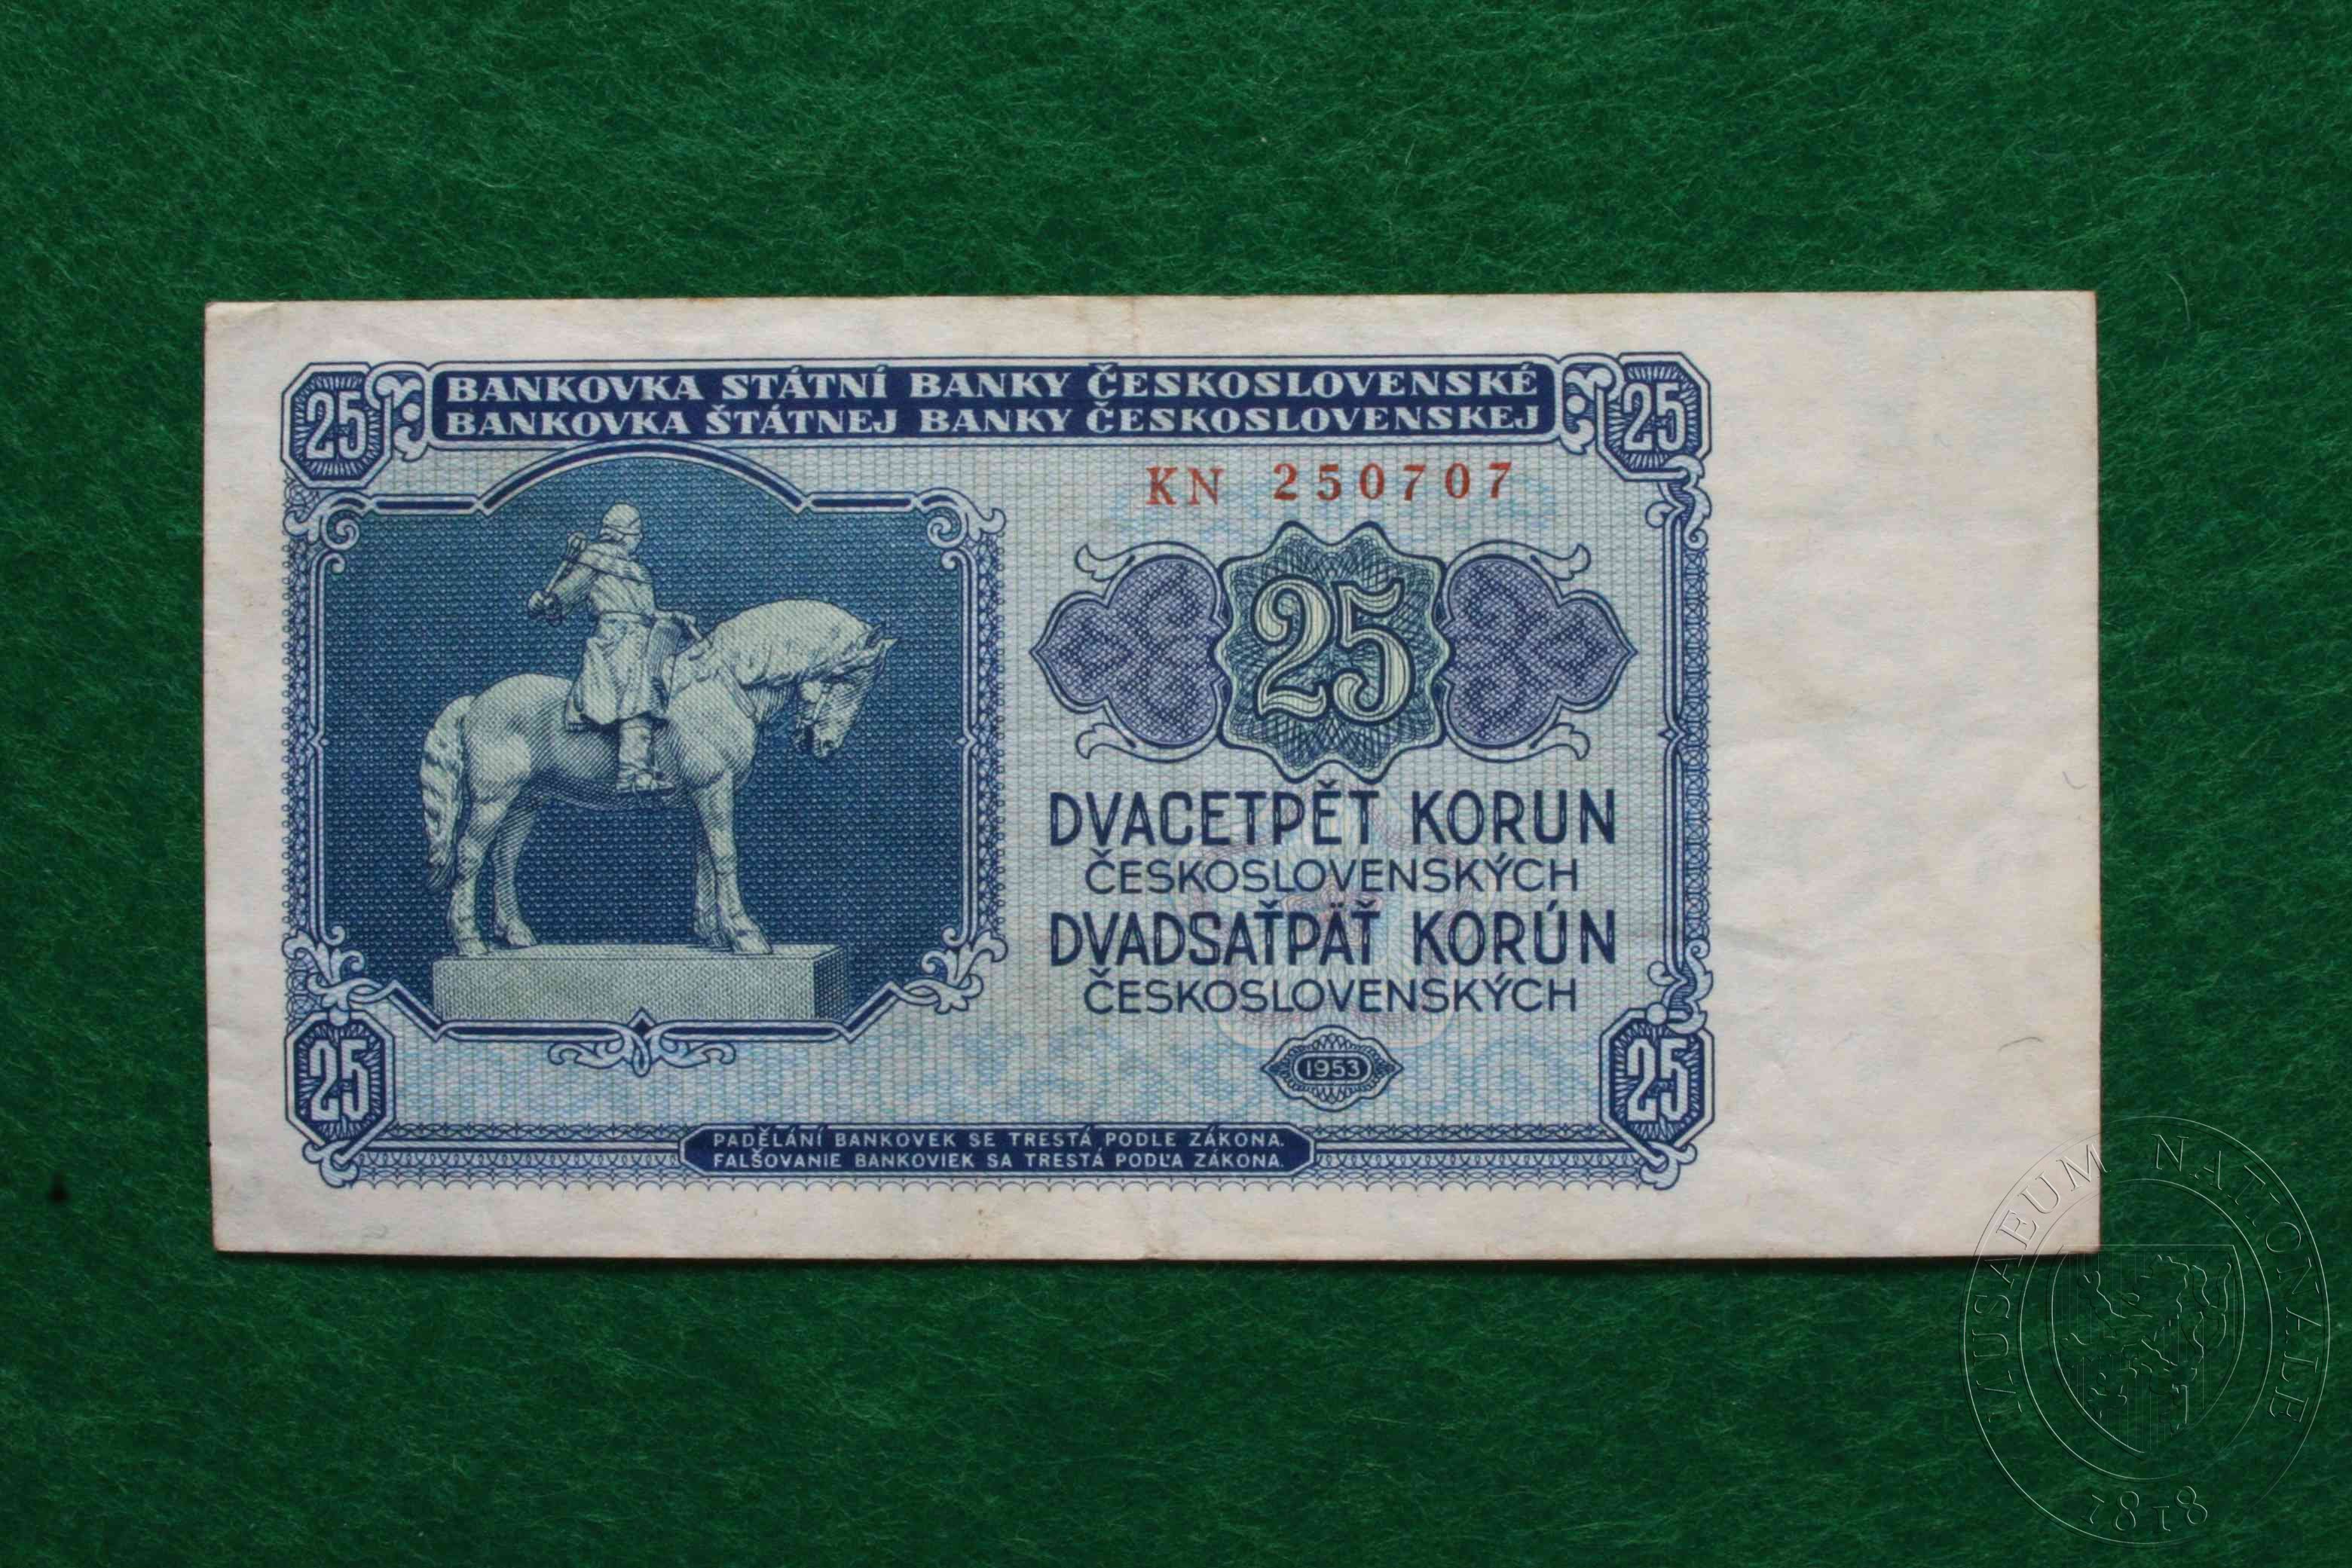 25
BANKOVKA STÁTNÍ BANKY ČESKOSLOVENSKÉ
BANKOVKA ŠTÁTNEJ BANKY ČESKOSLOVENSKEJ
25
KN 250707
25
DVACETPĚT KORUN
ČESKOSLOVENSKÝCH
DVADSAŤPÄŤ KORÚN
ČESKOSLOVENSKÝCH
1953
25
25
PADĚLÁNÍ BANKOVEK SE TRESTÁ PODLE ZÁKONA.
FALŠOVANIE BANKOVIEK SA TRESTÁ PODĽA ZÁKONA.
MUSAEUM NATIONALE
1818